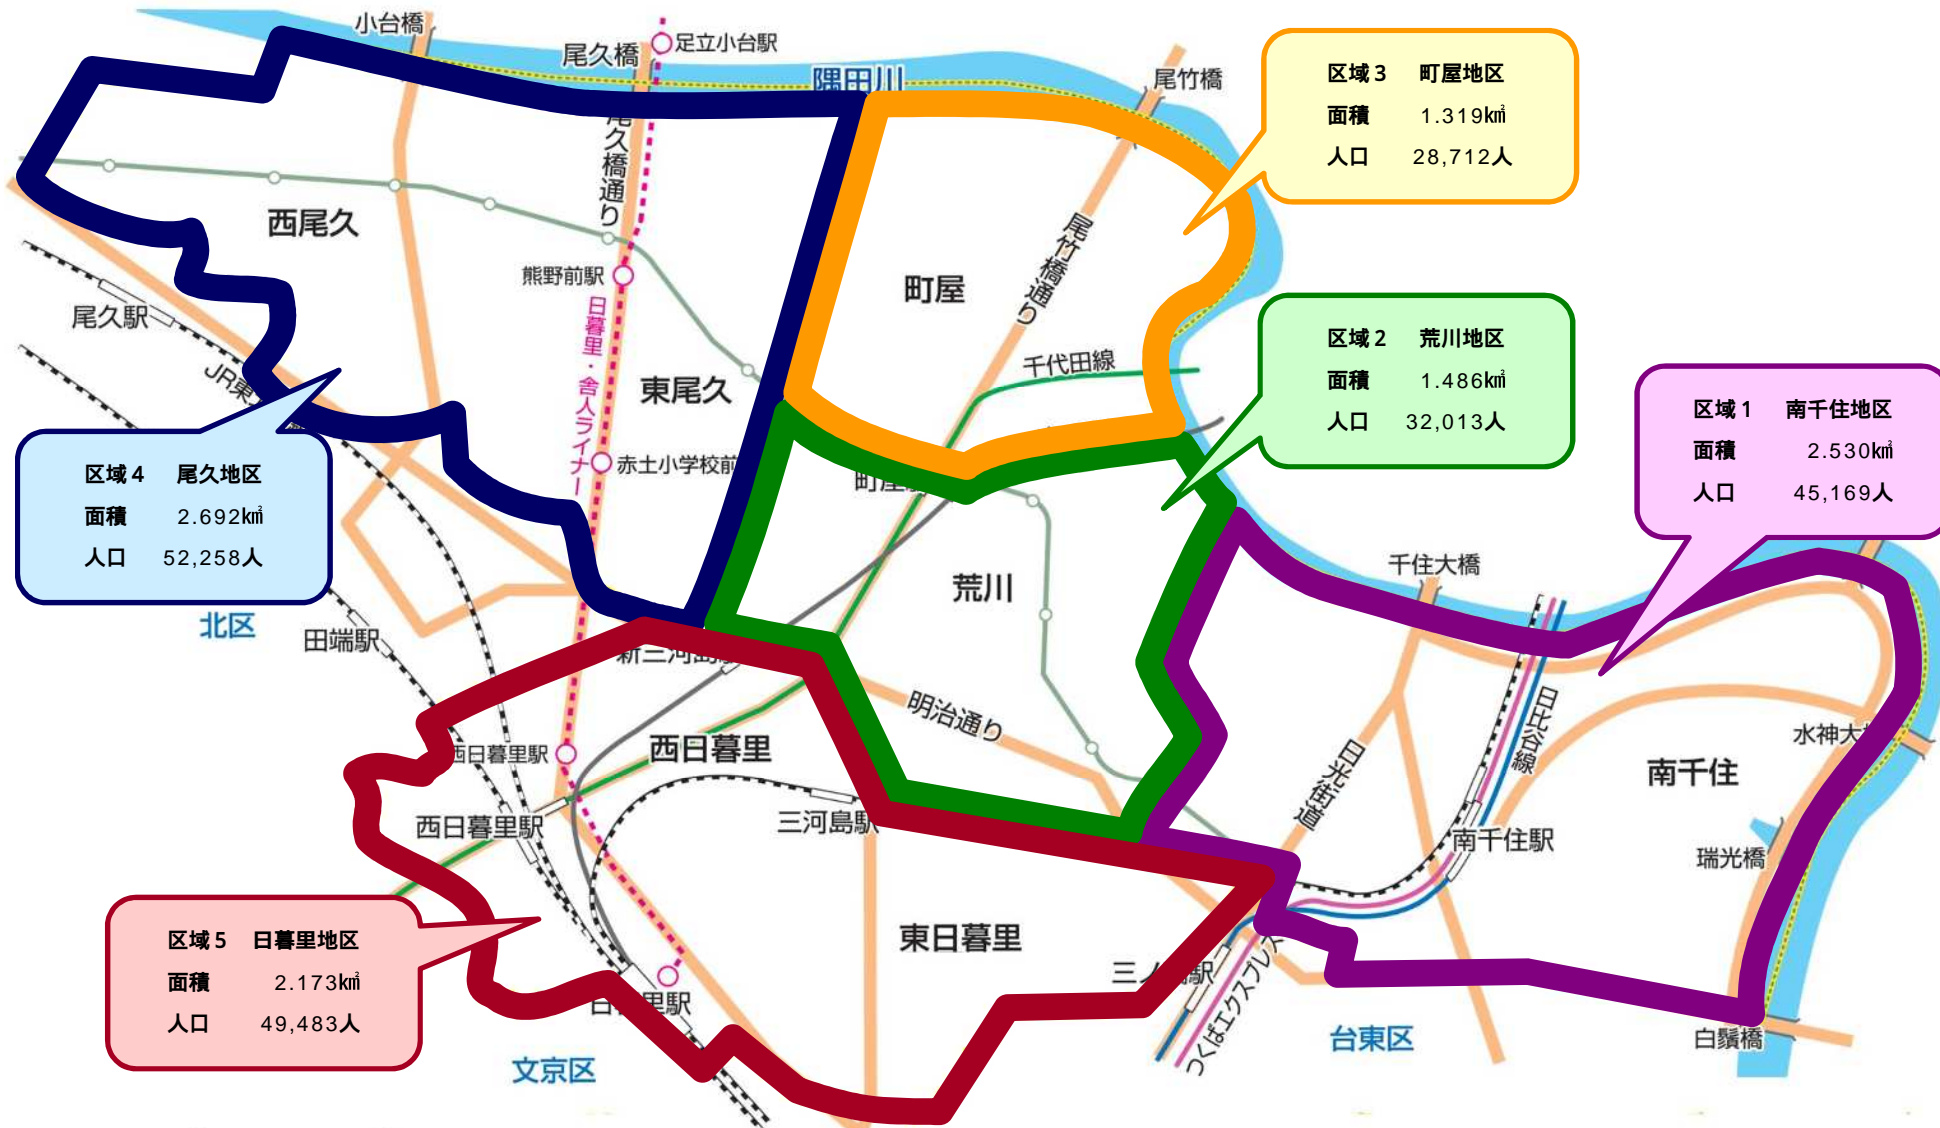 小台橋
尾久橋
足立小台駅
隅田川
尾竹橋
区域3 町屋地区
面積 1.319k㎡
人口 28,712人
尾久橋通り
西尾久
熊野前駅
尾竹橋通り
町屋
尾久駅
日暮里・舎人ライナー
千代田線
東尾久
区域2 荒川地区
面積 1.486k㎡
人口 32,013人
区域1 南千住地区
面積 2.530k㎡
人口 45,169人
JR東
赤土小学校前
区域4 尾久地区
面積 2.692k㎡
人口 52,258人
町屋
千住大橋
荒川
北区
田端駅
新三河島
明治通り
日比谷線
西日暮里
西日暮里駅
水神大
日光街道
南千住
西日暮里駅
三河島駅
南千住駅
瑞光橋
区域5 日暮里地区
面積 2.173k㎡
人口 49,483人
東日暮里
三ノ 駅
つくばエクスプレス
日 里駅
台東区
白鬚橋
文京区